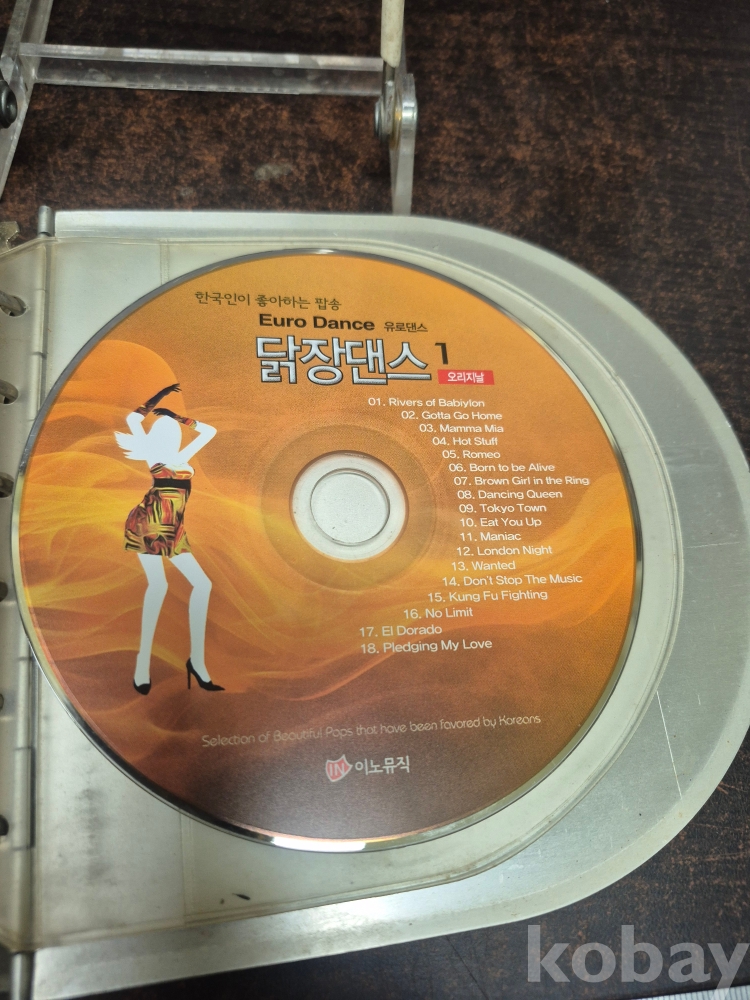 한국인이 좋아하는 팝송
Euro Dance 유로댄스
닭장댄스 1
오리지날
01. Rivers of Babiylon
02. Gotta Go Home
03. Mamma Mia
04. Hot Stuff
05. Romeo
06. Born to be Alive
07. Brown Girl in the Ring
08. Dancing Queen
09. Tokyo Town
10. Eat You Up
11. Maniac
12. London Night
13. Wanted
14. Don't Stop The Music
15. Kung Fu Fighting
16. No Limit
17. El Dorado
18. Pledging My Love
Selection of Beautiful Pops that have been favored by Koreans
IN 이노뮤직
kobay